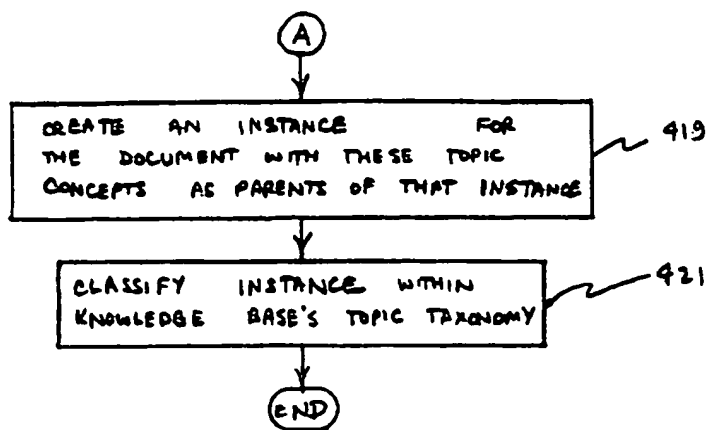 A
CREATE AN INSTANCE FOR
THE DOCUMENT WITH THESE TOPIC
CONCEPTS AS PARENTS OF THAT INSTANCE
419
CLASSIFY INSTANCE WITHIN
KNOWLEDGE BASE'S TOPIC TAXONOMY
421
END